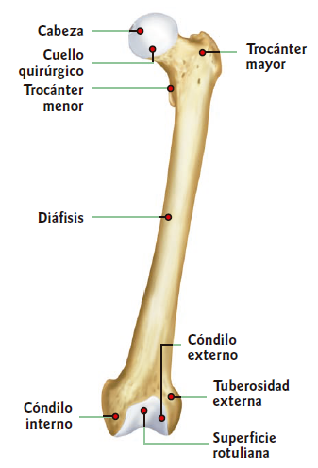 Cabeza
Cuello
quirúrgico
Trocánter
menor
Trocánter
mayor
Diáfisis
Cóndilo
externo
Tuberosidad
externa
Cóndilo
interno
Superficie
rotuliana